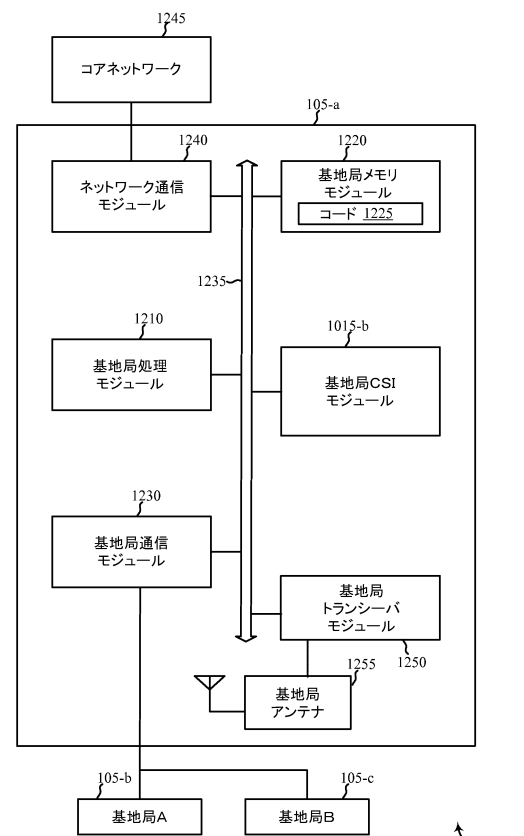 1245
コアネットワーク
105-a
1240
ネットワーク通信
モジュール
1220
基地局メモリ
モジュール
コード 1225
1235
1210
基地局処理
モジュール
1015-b
基地局CSI
モジュール
1230
基地局通信
モジュール
基地局
トランシーバ
モジュール
1250
1255
基地局
アンテナ
105-b
基地局A
105-c
基地局B